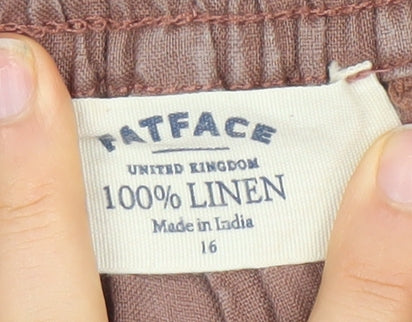 FATFACE
UNITED KINGDOM
100% LINEN
Made in India
16